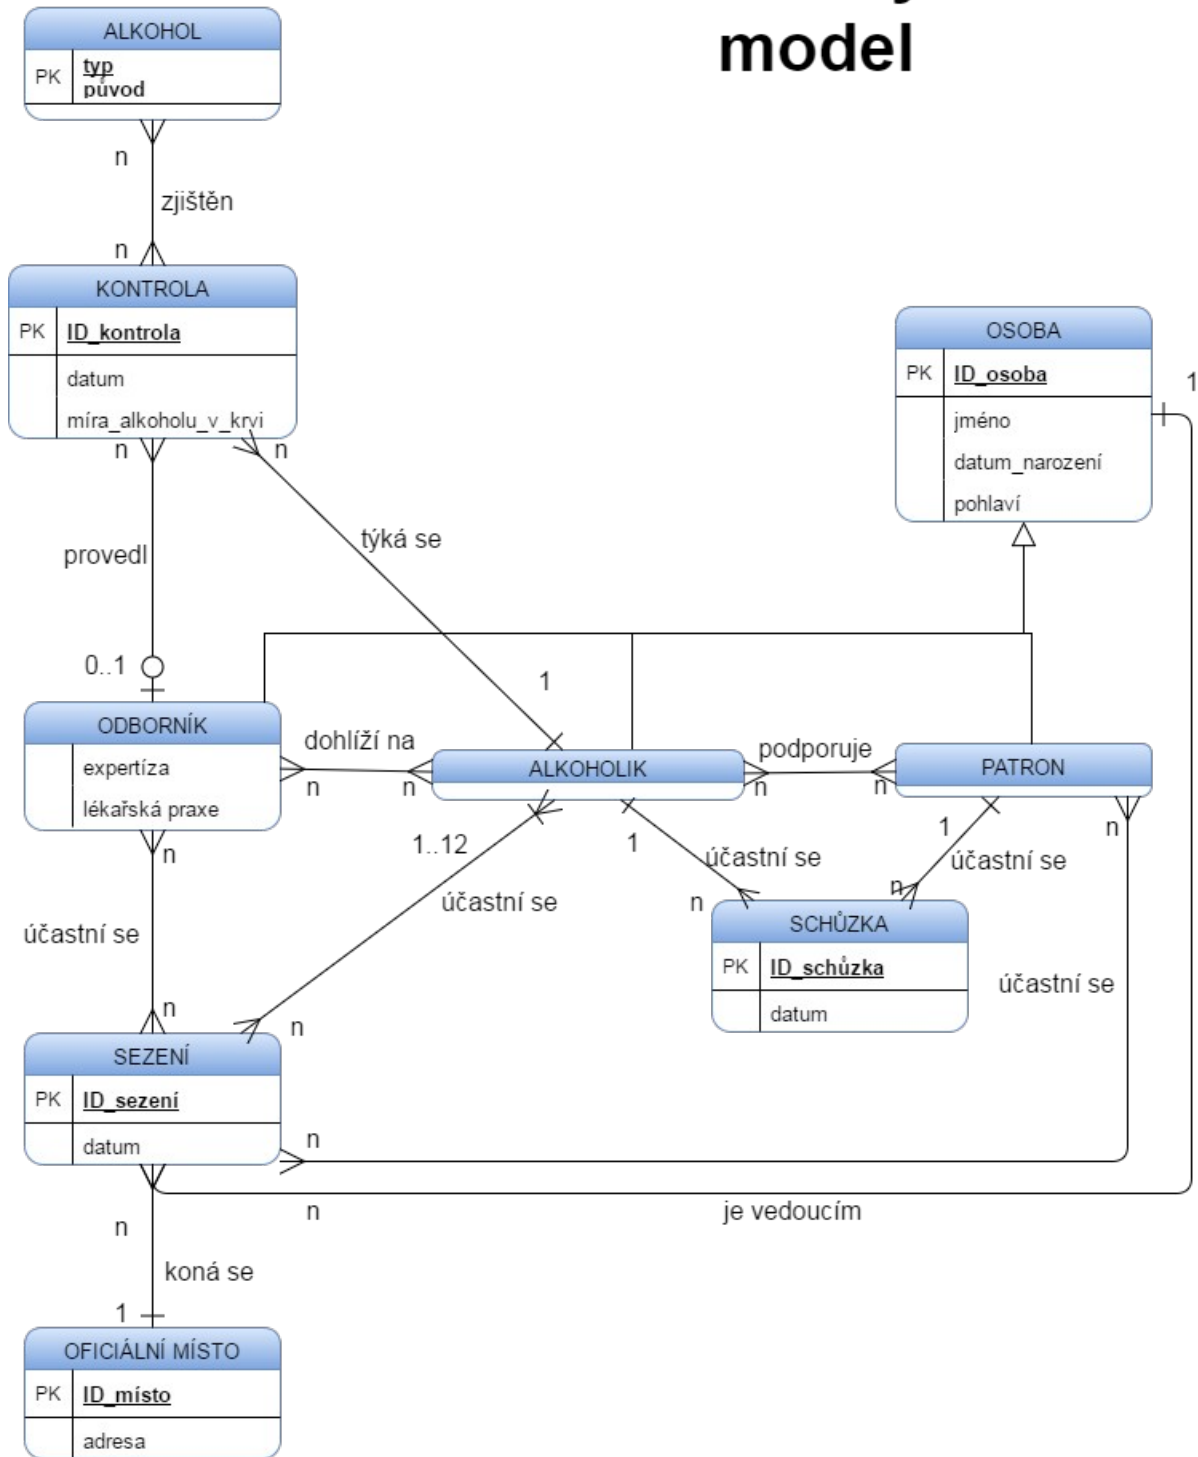 model
ALKOHOL
PK
typ
původ
n
zjištěn
n
KONTROLA
PK
ID_kontrola
datum
míra_alkoholu_v_krvi
n
n
OSOBA
PK
ID_osoba
jméno
datum_narození
pohlaví
1
provedl
týká se
0..1
1
ODBORNÍK
expertíza
lékařská praxe
dohlíží na
n
n
ALKOHOLIK
podporuje
n
n
PATRON
n
1..12
účastní se
1
účastní se
n
1
účastní se
n
n
účastní se
n
n
SCHŮZKA
PK
ID_schůzka
datum
účastní se
SEZENÍ
PK
ID_sezení
datum
n
n
je vedoucím
n
koná se
1
OFICIÁLNÍ MÍSTO
PK
ID_místo
adresa